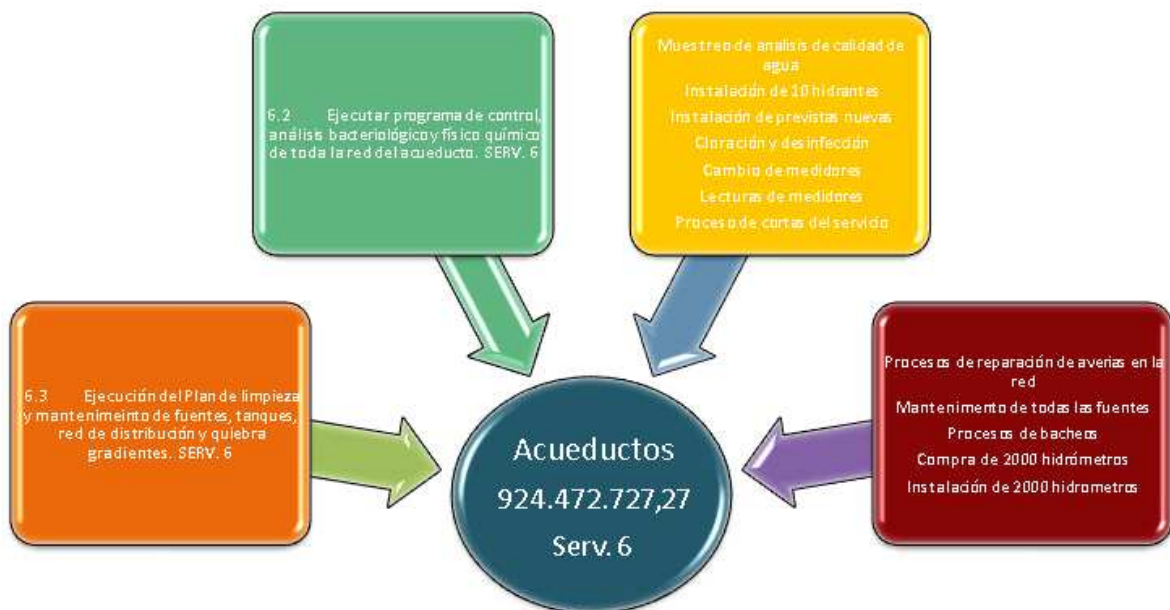 6.2 Ejecutar programa de control,
análisis bacteriológico y físico químico
de toda la red del acueducto. SERV. 6
Muestreo de analisis de calidad de
agua
Instalación de 10 hidrantes
Instalación de previstas nuevas
Cloración y desinfección
Cambio de medidores
Lecturas de medidores
Proceso de cortas del servicio
6.3 Ejecución del Plan de limpieza
y mantenimeinto de fuentes, tanques,
red de distribución y quiebra
gradientes. SERV. 6
Procesos de reparación de averias en la
red
Mantenimento de todas las fuentes
Procesos de bacheos
Compra de 2000 hidrómetros
Instalación de 2000 hidrometros
Acueductos
924.472.727,27
Serv. 6